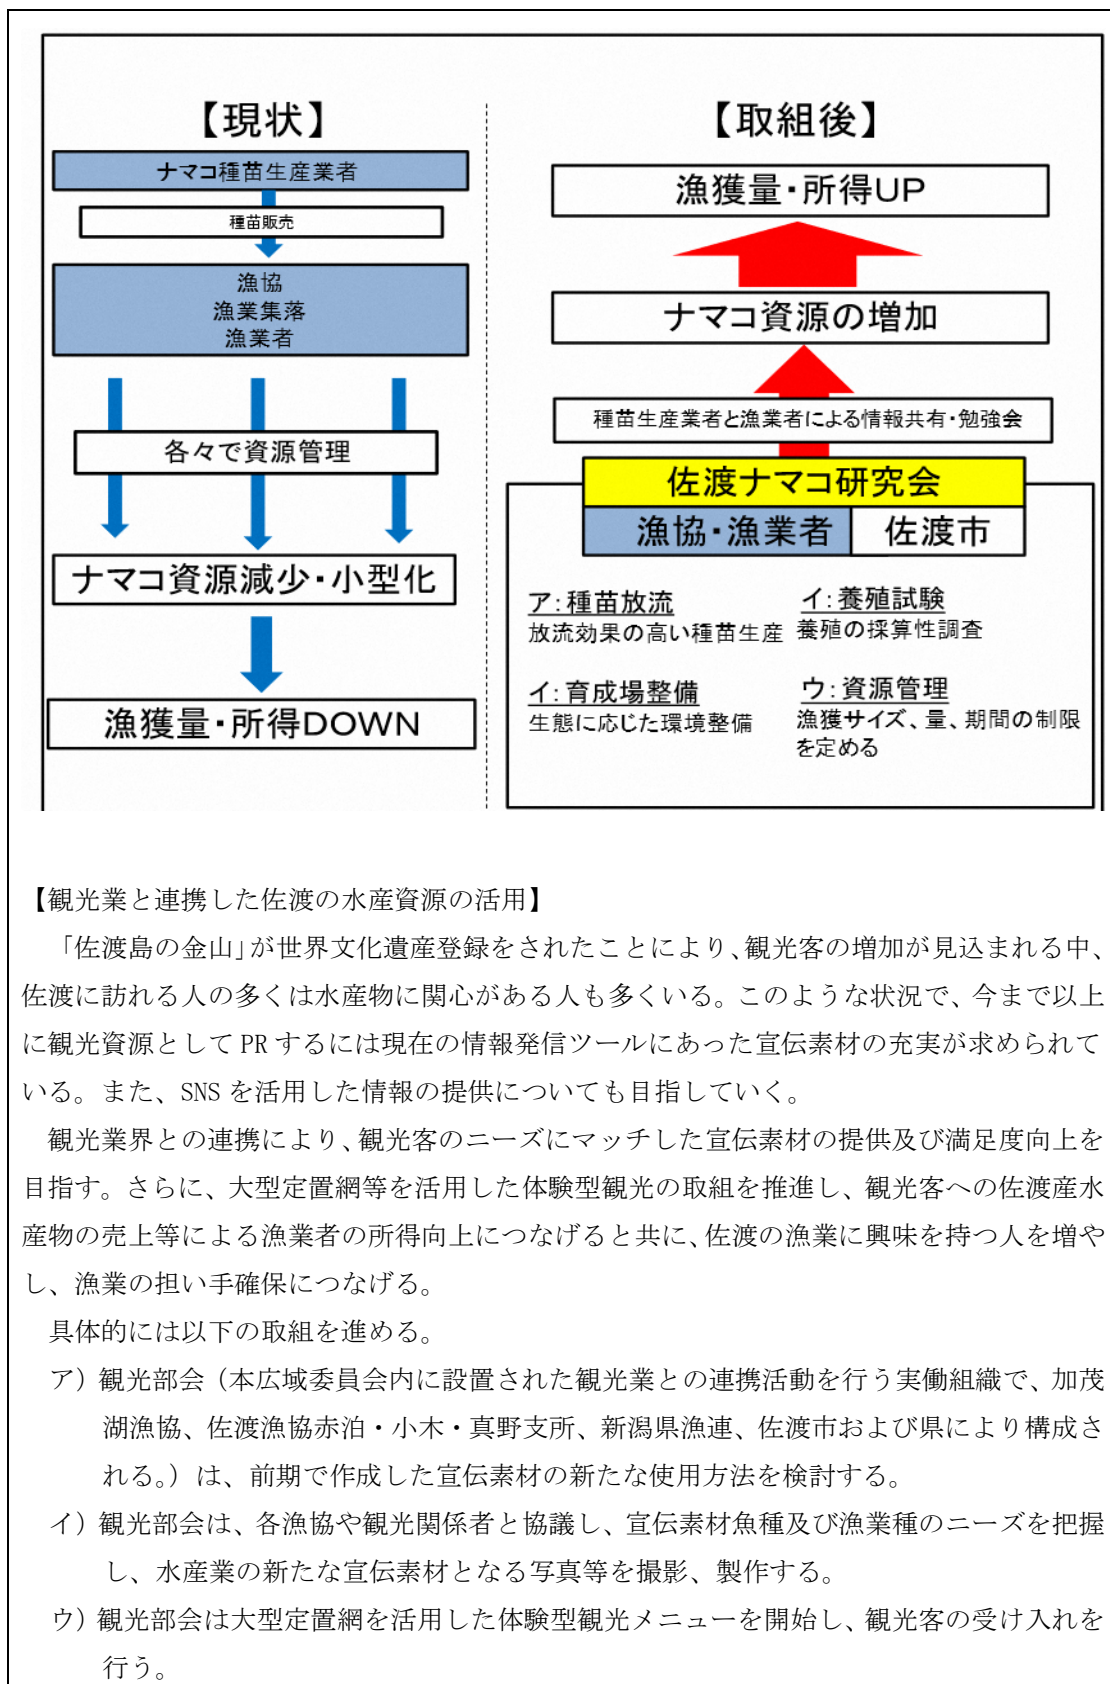 【現状】
ナマコ種苗生産業者
種苗販売
漁協
漁業集落
漁業者
各々で資源管理
ナマコ資源減少・小型化
漁獲量・所得DOWN
【取組後】
漁獲量・所得UP
ナマコ資源の増加
種苗生産業者と漁業者による情報共有・勉強会
佐渡ナマコ研究会
漁協・漁業者
佐渡市
ア：種苗放流
放流効果の高い種苗生産
イ：養殖試験
養殖の採算性調査
イ：育成場整備
生態に応じた環境整備
ウ：資源管理
漁獲サイズ、量、期間の制限
を定める
【観光業と連携した佐渡の水産資源の活用】
「佐渡島の金山」が世界文化遺産登録をされたことにより、観光客の増加が見込まれる中、
佐渡に訪れる人の多くは水産物に関心がある人も多くいる。このような状況で、今まで以上
に観光資源として PR するには現在の情報発信ツールにあった宣伝素材の充実が求められて
いる。また、SNS を活用した情報の提供についても目指していく。
観光業界との連携により、観光客のニーズにマッチした宣伝素材の提供及び満足度向上を
目指す。さらに、大型定置網等を活用した体験型観光の取組を推進し、観光客への佐渡産水
産物の売上等による漁業者の所得向上につなげると共に、佐渡の漁業に興味を持つ人を増や
し、漁業の担い手確保につなげる。
具体的には以下の取組を進める。
ア）観光部会（本広域委員会内に設置された観光業との連携活動を行う実働組織で、加茂
湖漁協、佐渡漁協赤泊・小木・真野支所、新潟県漁連、佐渡市および県により構成さ
れる。）は、前期で作成した宣伝素材の新たな使用方法を検討する。
イ）観光部会は、各漁協や観光関係者と協議し、宣伝素材魚種及び漁業種のニーズを把握
し、水産業の新たな宣伝素材となる写真等を撮影、製作する。
ウ）観光部会は大型定置網を活用した体験型観光メニューを開始し、観光客の受け入れを
行う。